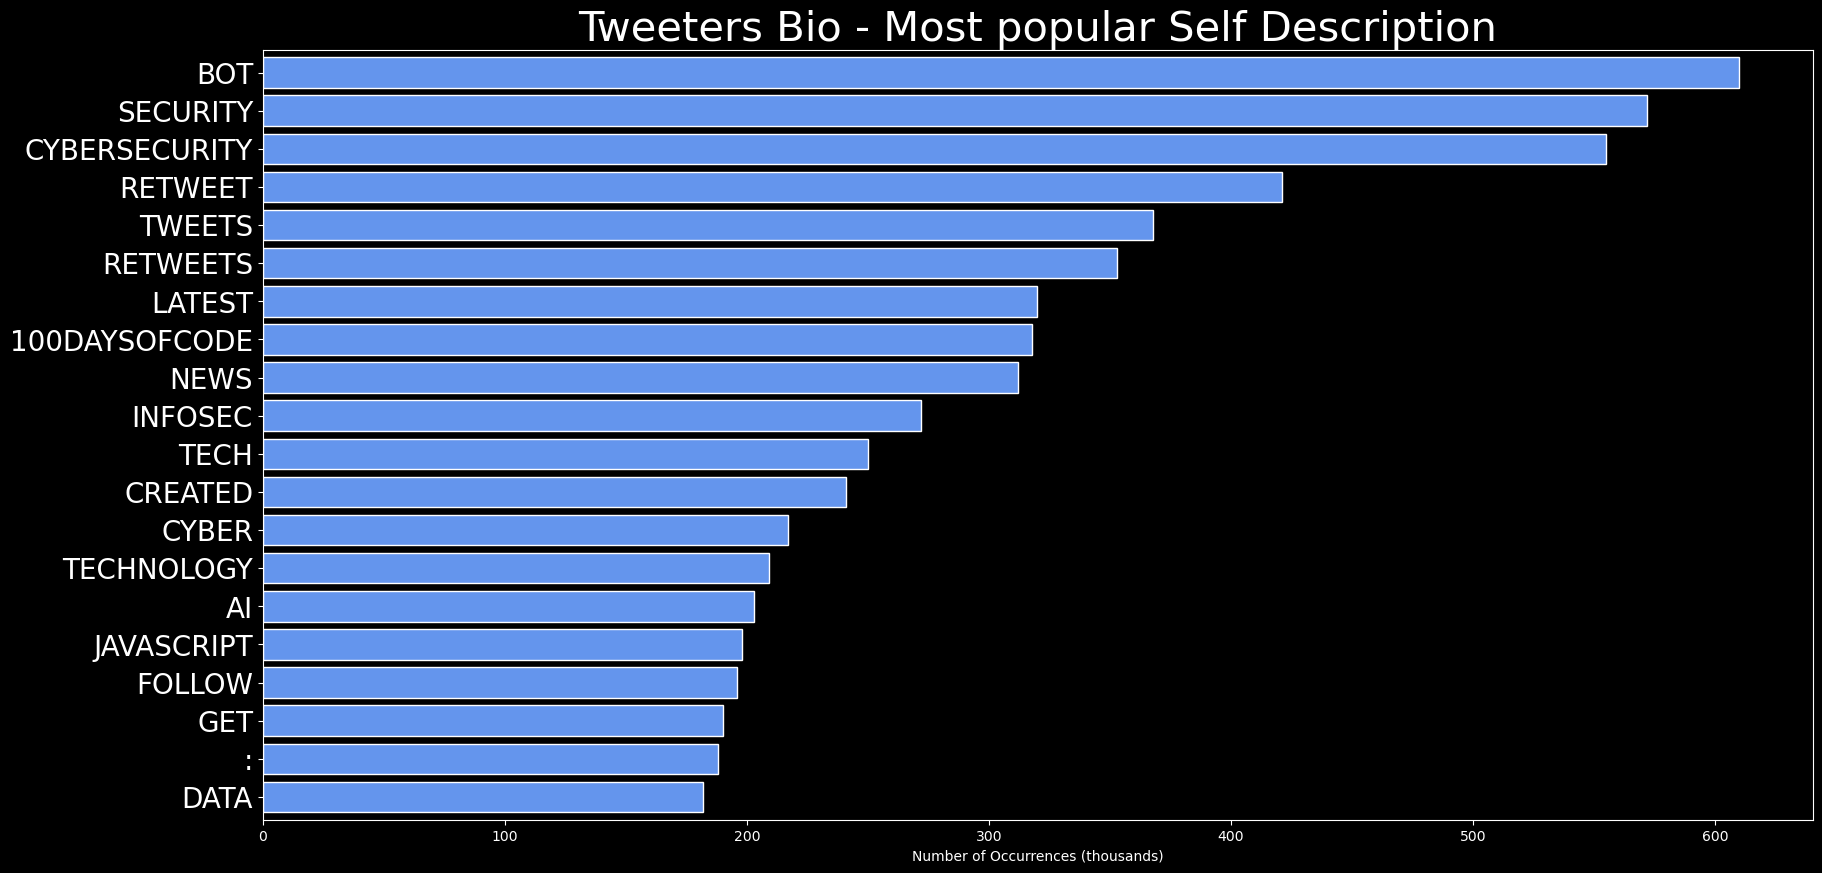 Tweeters Bio - Most popular Self Description
BOT
SECURITY
CYBERSECURITY
RETWEET
TWEETS
RETWEETS
LATEST
100DAYSOFCODE
NEWS
INFOSEC
TECH
CREATED
CYBER
TECHNOLOGY
AI
JAVASCRIPT
FOLLOW
GET
:
DATA
0 100 200 300 400 500 600
Number of Occurrences (thousands)